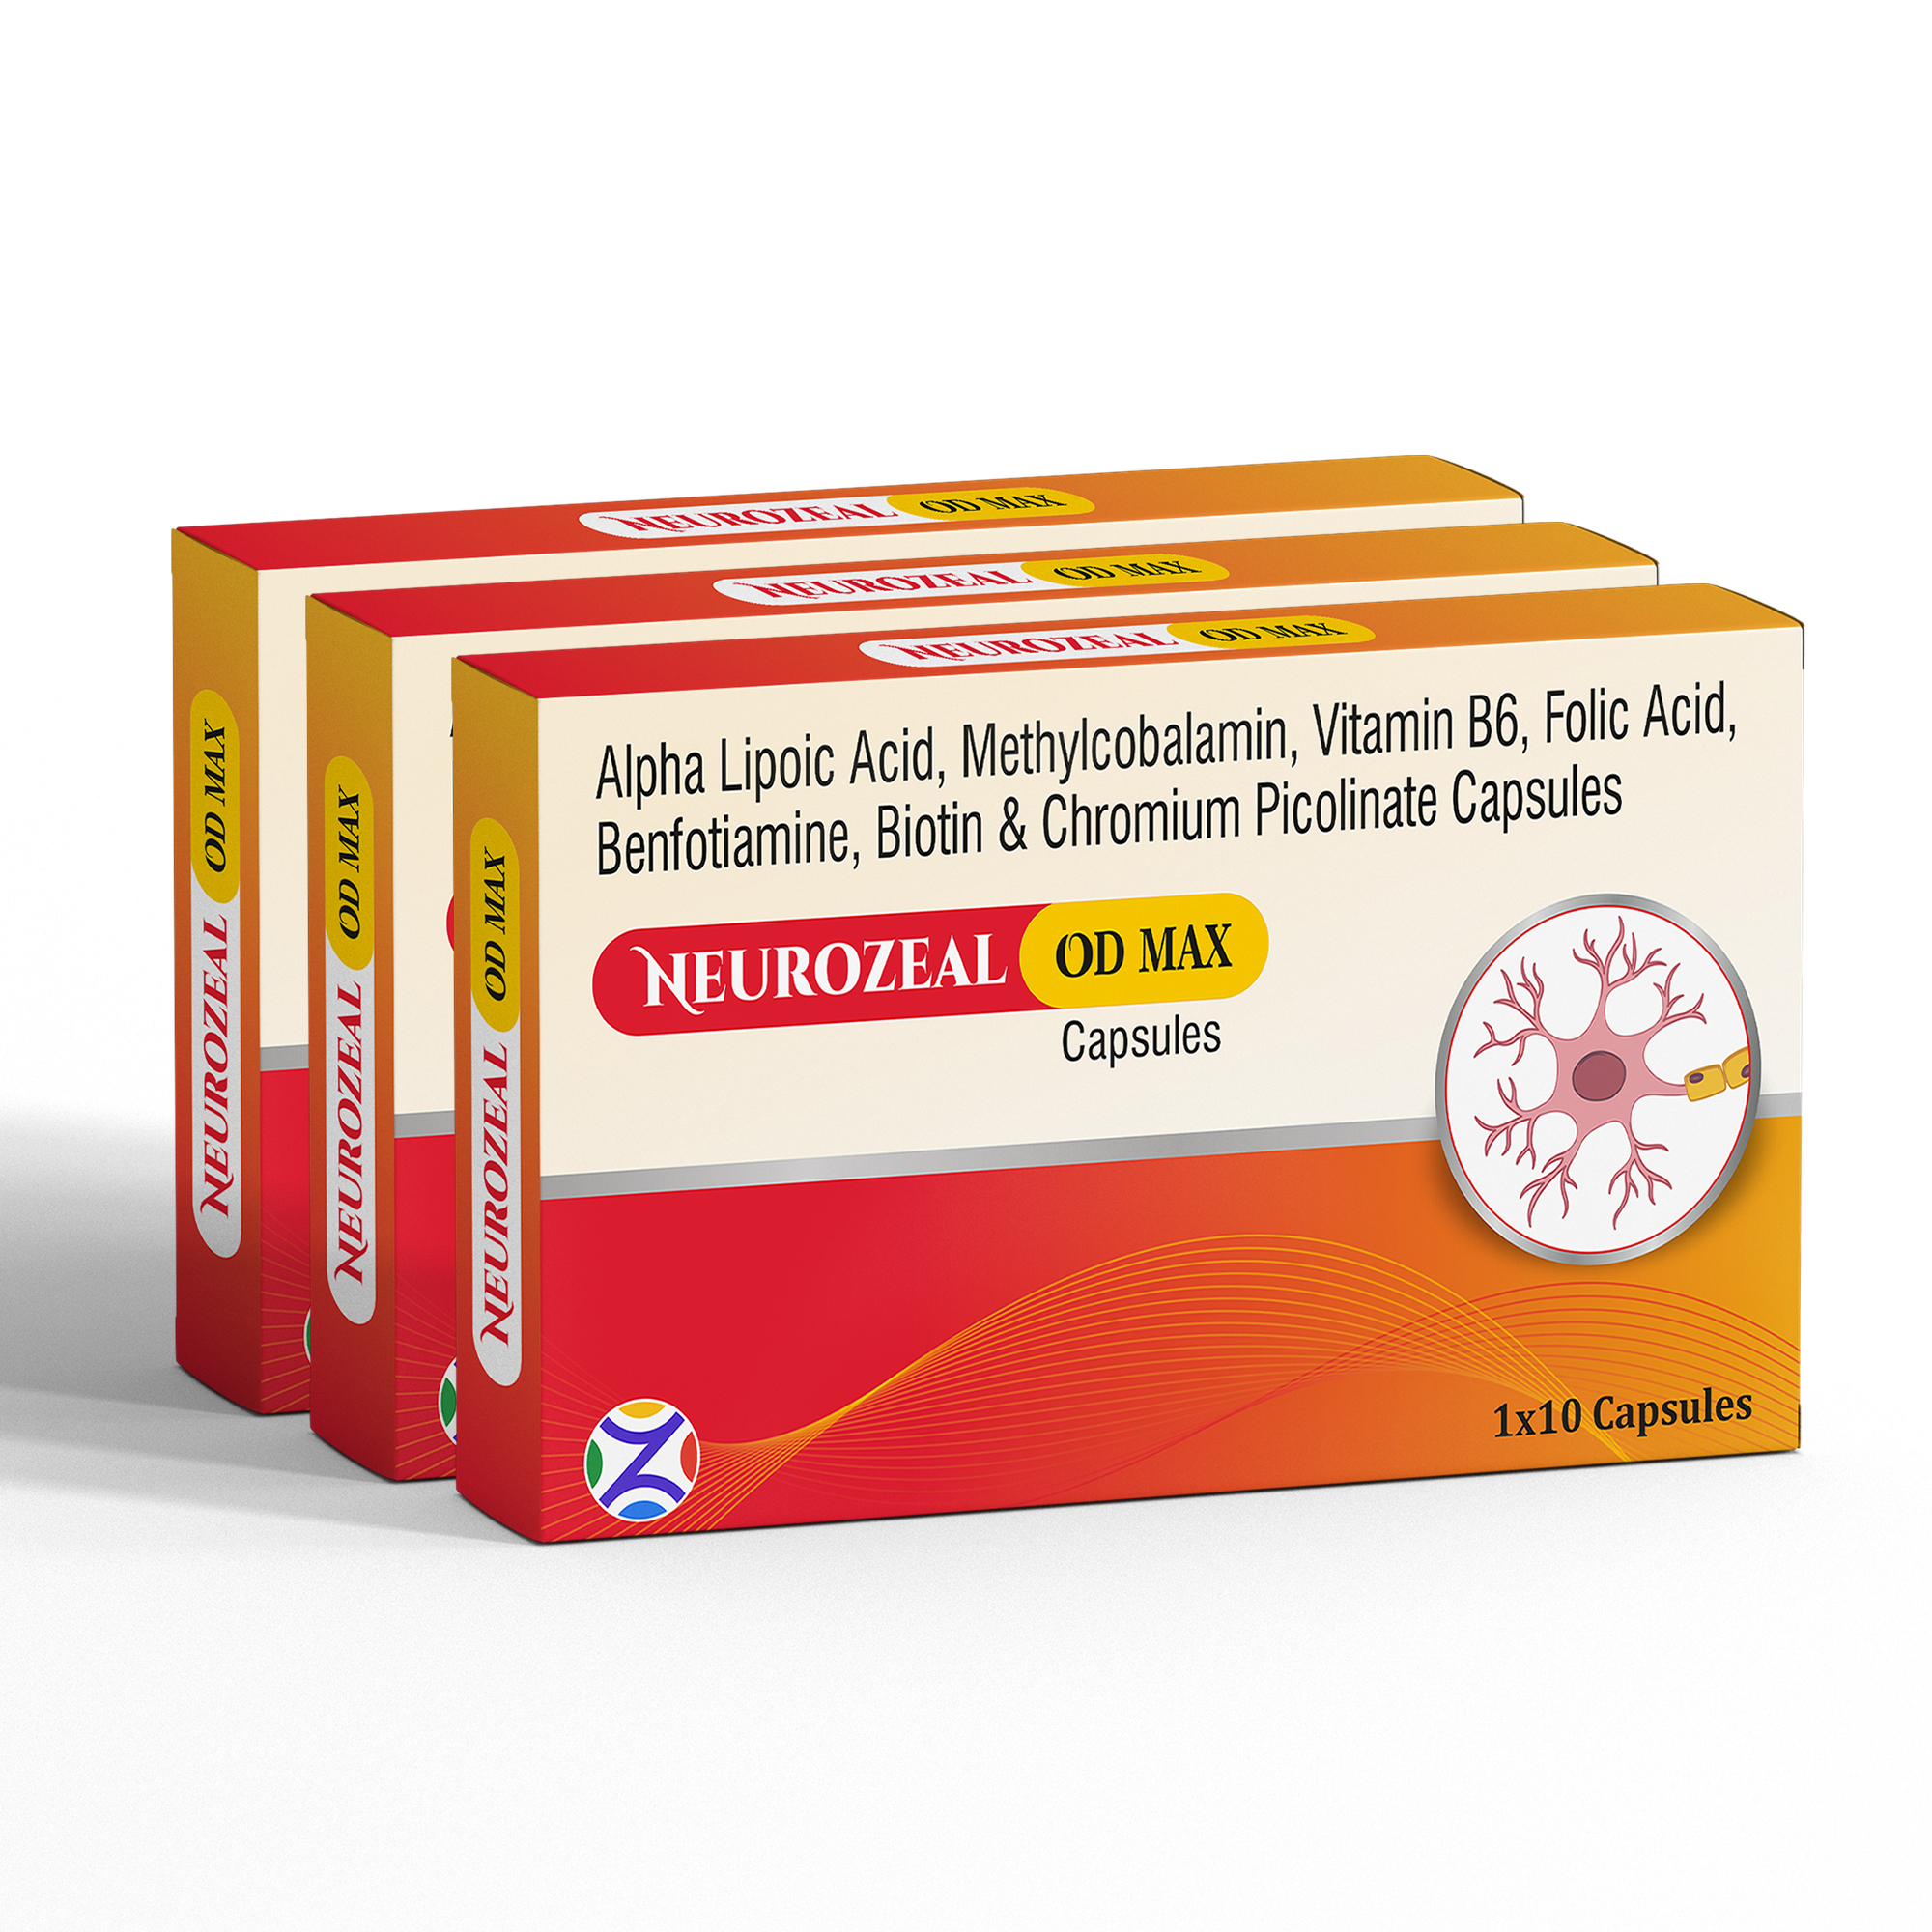 NEUROZEAL OD MAX
NEUROZEAL OD MAX
NEUROZEAL OD MAX
NEUROZEAL OD MAX
NEUROZEAL OD MAX
NEUROZEAL OD MAX
Alpha Lipoic Acid, Methylcobalamin, Vitamin B6, Folic Acid,
Benfotiamine, Biotin & Chromium Picolinate Capsules
NEUROZEAL OD MAX
Capsules
1x10 Capsules